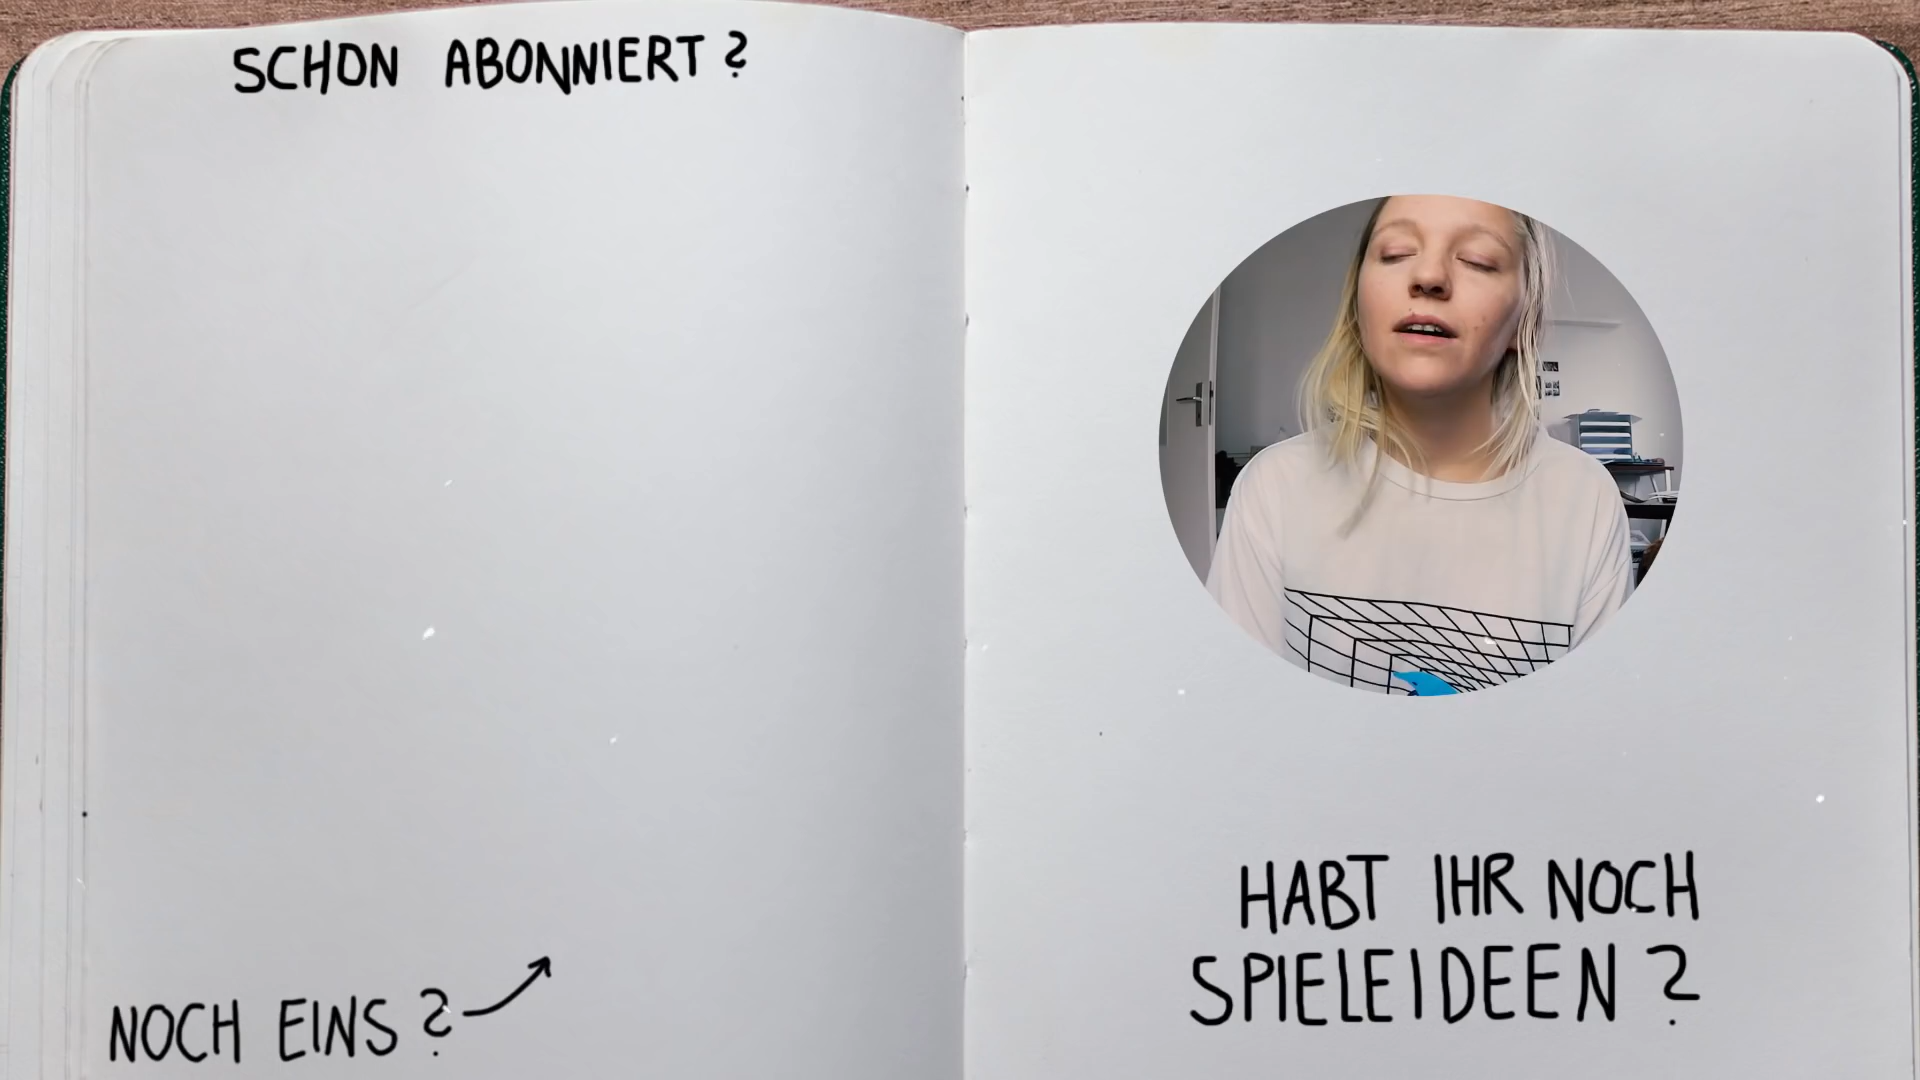 SCHON ABONNIERT?
NOCH EINS?
HABT IHR NOCH
SPIELEIDEEN?